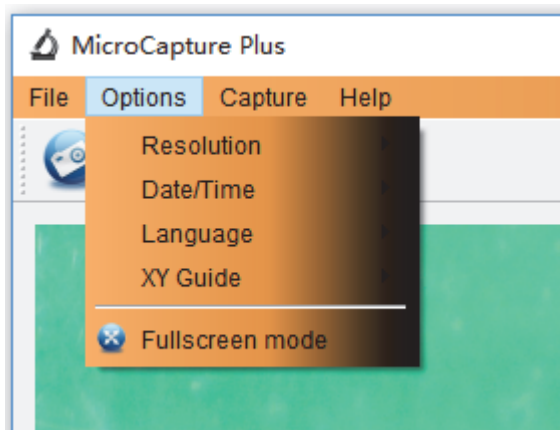 MicroCapture Plus
File Options Capture Help
Resolution
Date/Time
Language
XY Guide
Fullscreen mode